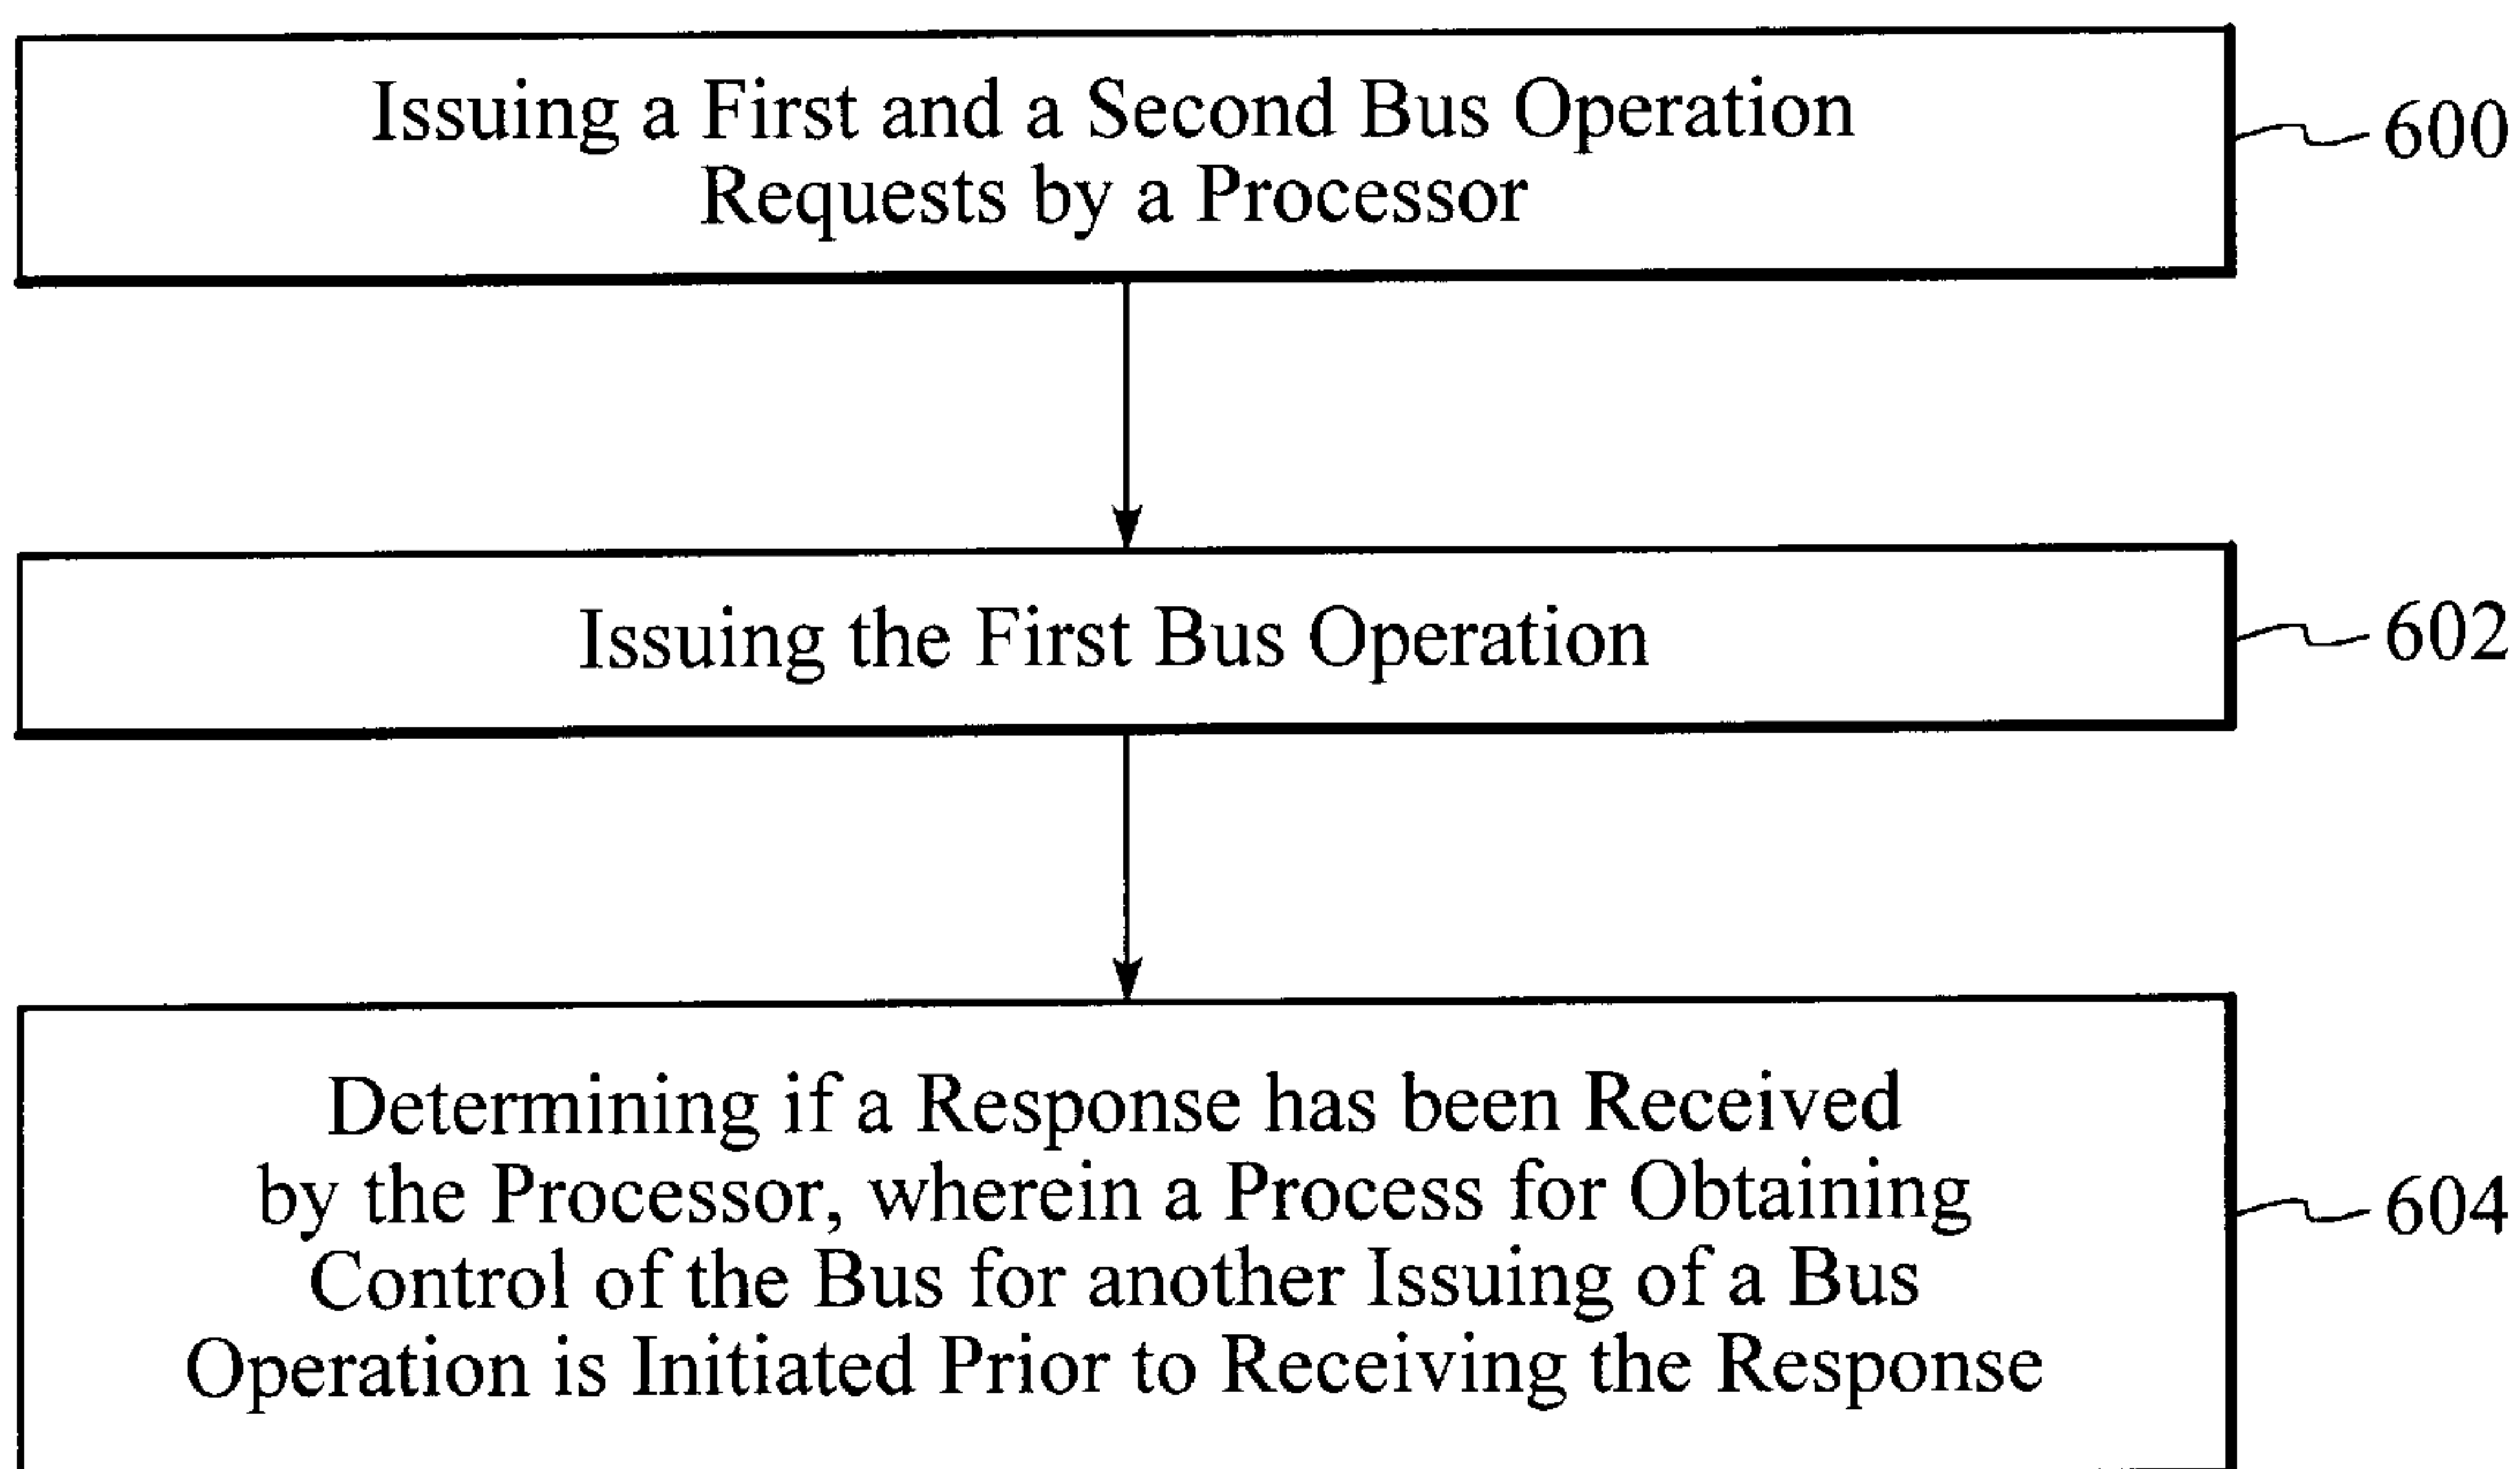 Issuing a First and a Second Bus Operation
Requests by a Processor
600
Issuing the First Bus Operation
602
Determining if a Response has been Received
by the Processor, wherein a Process for Obtaining
Control of the Bus for another Issuing of a Bus
Operation is Initiated Prior to Receiving the Response
604